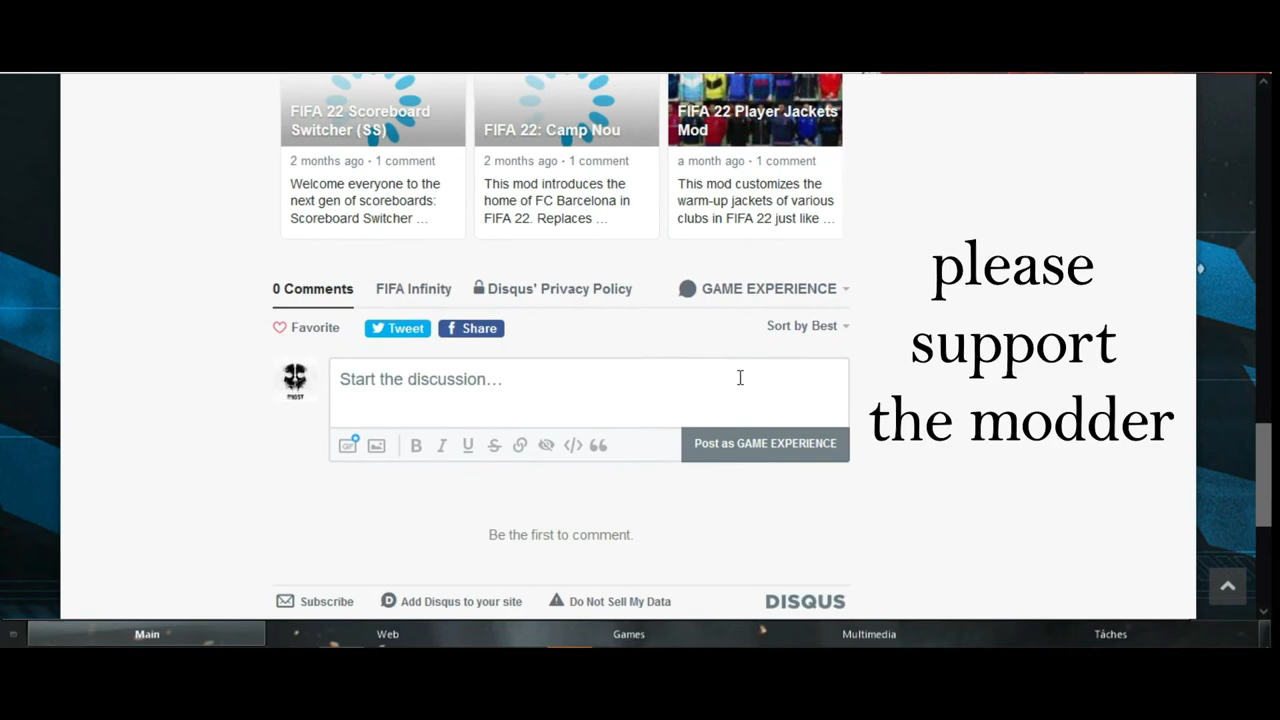 FIFA 22 Scoreboard
Switcher (SS)
2 months ago · 1 comment
Welcome everyone to the
next gen of scoreboards:
Scoreboard Switcher ...
FIFA 22: Camp Nou
2 months ago · 1 comment
This mod introduces the
home of FC Barcelona in
FIFA 22. Replaces ...
FIFA 22 Player Jackets
Mod
a month ago · 1 comment
This mod customizes the
warm-up jackets of various
clubs in FIFA 22 just like ...
please
support
the modder
0 Comments FIFA Infinity Disqus' Privacy Policy GAME EXPERIENCE
Favorite Tweet Share Sort by Best
Start the discussion…
B I U S </>
Post as GAME EXPERIENCE
Be the first to comment.
Subscribe Add Disqus to your site Do Not Sell My Data DISQUS
Main Web Games Multimedia Tâches